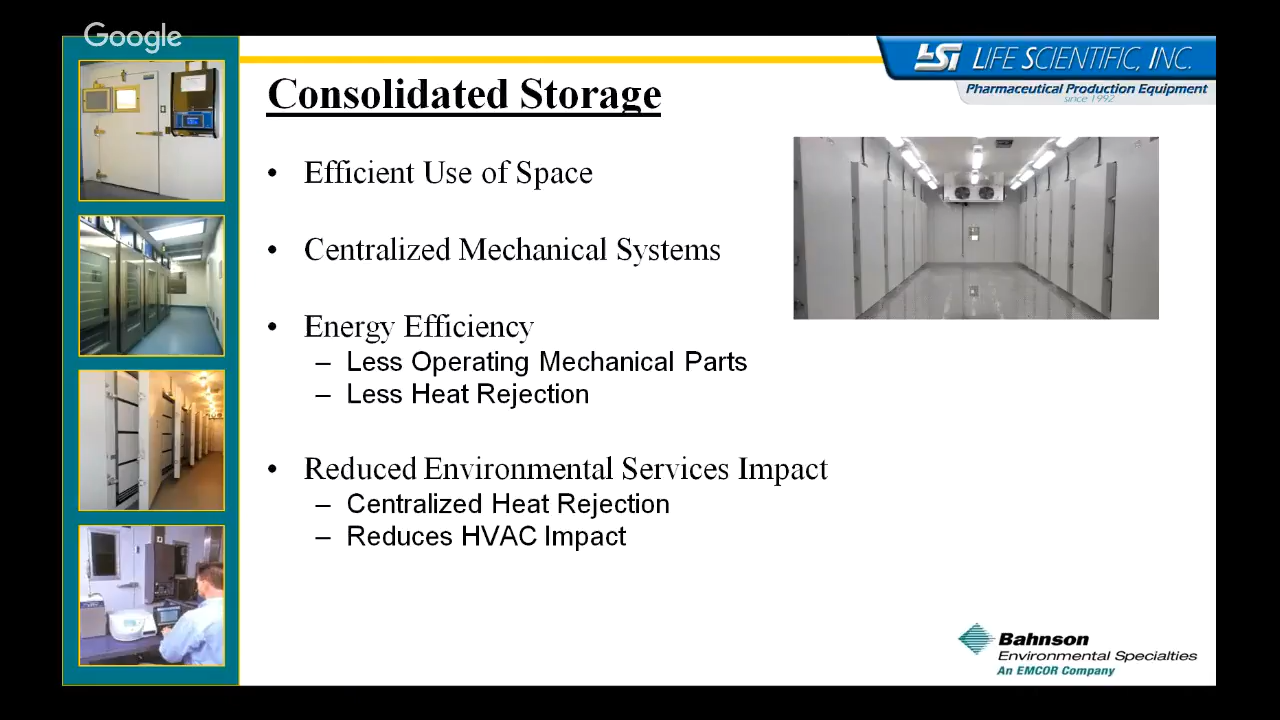 Google
LSI LIFE SCIENTIFIC, INC.
Pharmaceutical Production Equipment
since 1992
Consolidated Storage
• Efficient Use of Space
• Centralized Mechanical Systems
• Energy Efficiency
– Less Operating Mechanical Parts
– Less Heat Rejection
• Reduced Environmental Services Impact
– Centralized Heat Rejection
– Reduces HVAC Impact
Bahnson
Environmental Specialties
An EMCOR Company